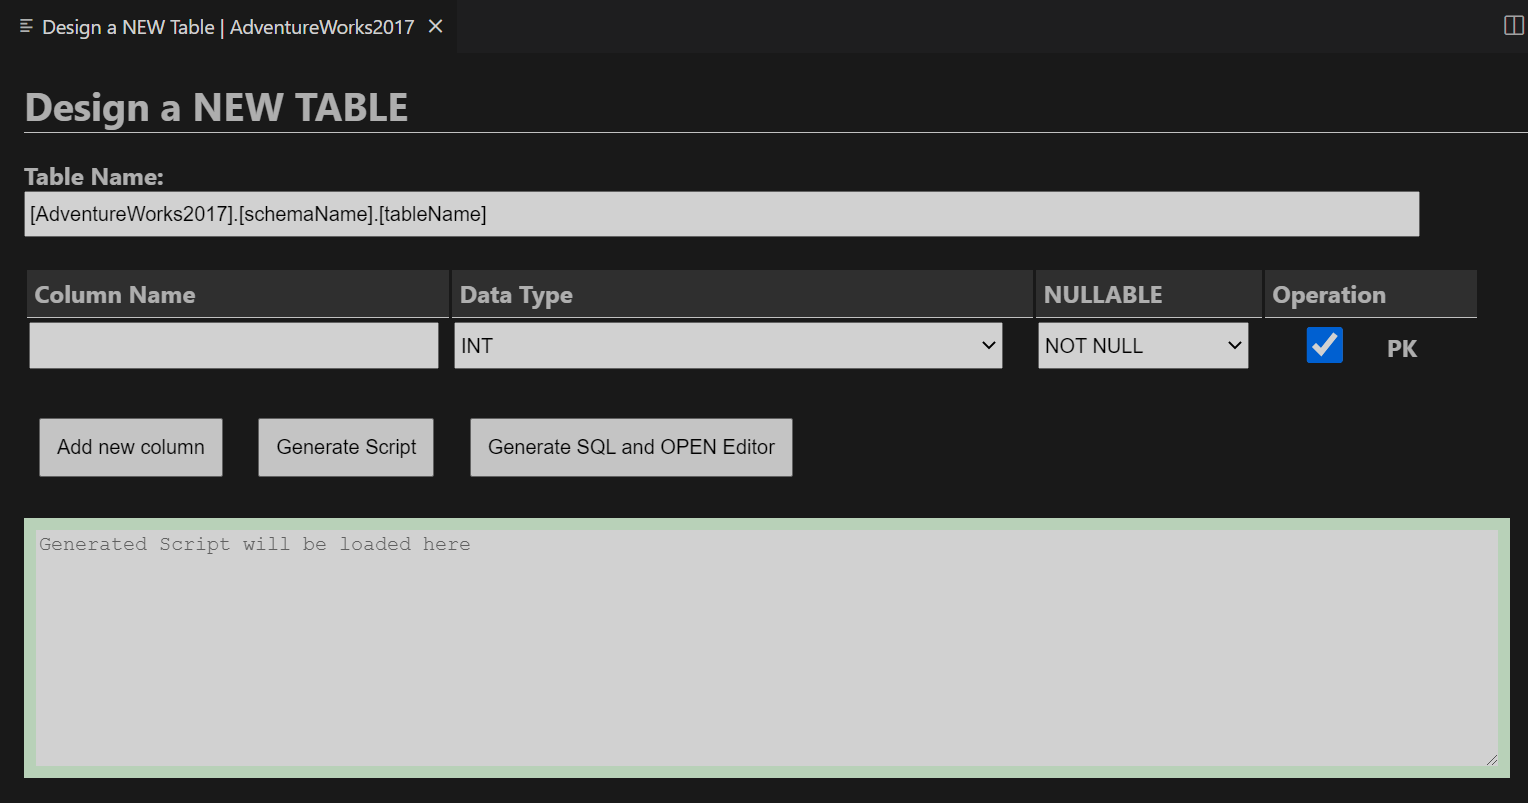 Design a NEW Table | AdventureWorks2017
Design a NEW TABLE
Table Name:
[AdventureWorks2017].[schemaName].[tableName]
Column Name Data Type NULLABLE Operation
INT NOT NULL PK
Add new column Generate Script Generate SQL and OPEN Editor
Generated Script will be loaded here